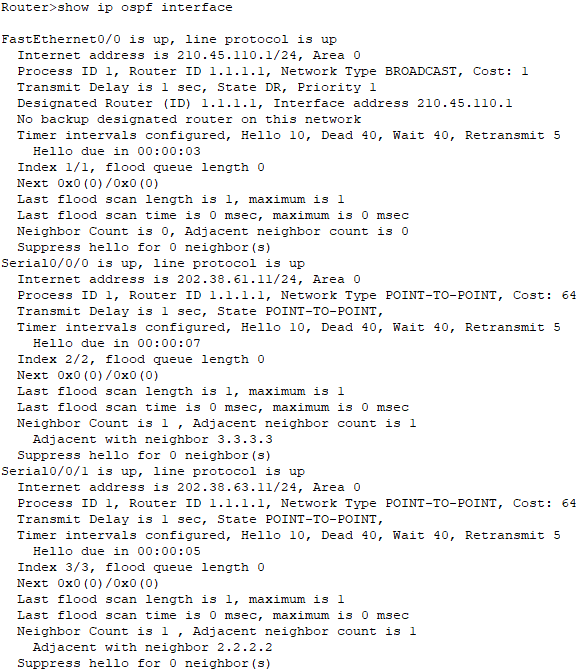 Router>show ip ospf interface

FastEthernet0/0 is up, line protocol is up
  Internet address is 210.45.110.1/24, Area 0
  Process ID 1, Router ID 1.1.1.1, Network Type BROADCAST, Cost: 1
  Transmit Delay is 1 sec, State DR, Priority 1
  Designated Router (ID) 1.1.1.1, Interface address 210.45.110.1
  No backup designated router on this network
  Timer intervals configured, Hello 10, Dead 40, Wait 40, Retransmit 5
    Hello due in 00:00:03
  Index 1/1, flood queue length 0
  Next 0x0(0)/0x0(0)
  Last flood scan length is 1, maximum is 1
  Last flood scan time is 0 msec, maximum is 0 msec
  Neighbor Count is 0, Adjacent neighbor count is 0
  Suppress hello for 0 neighbor(s)
Serial0/0/0 is up, line protocol is up
  Internet address is 202.38.61.11/24, Area 0
  Process ID 1, Router ID 1.1.1.1, Network Type POINT-TO-POINT, Cost: 64
  Transmit Delay is 1 sec, State POINT-TO-POINT,
  Timer intervals configured, Hello 10, Dead 40, Wait 40, Retransmit 5
    Hello due in 00:00:07
  Index 2/2, flood queue length 0
  Next 0x0(0)/0x0(0)
  Last flood scan length is 1, maximum is 1
  Last flood scan time is 0 msec, maximum is 0 msec
  Neighbor Count is 1 , Adjacent neighbor count is 1
    Adjacent with neighbor 3.3.3.3
  Suppress hello for 0 neighbor(s)
Serial0/0/1 is up, line protocol is up
  Internet address is 202.38.63.11/24, Area 0
  Process ID 1, Router ID 1.1.1.1, Network Type POINT-TO-POINT, Cost: 64
  Transmit Delay is 1 sec, State POINT-TO-POINT,
  Timer intervals configured, Hello 10, Dead 40, Wait 40, Retransmit 5
    Hello due in 00:00:05
  Index 3/3, flood queue length 0
  Next 0x0(0)/0x0(0)
  Last flood scan length is 1, maximum is 1
  Last flood scan time is 0 msec, maximum is 0 msec
  Neighbor Count is 1 , Adjacent neighbor count is 1
    Adjacent with neighbor 2.2.2.2
  Suppress hello for 0 neighbor(s)